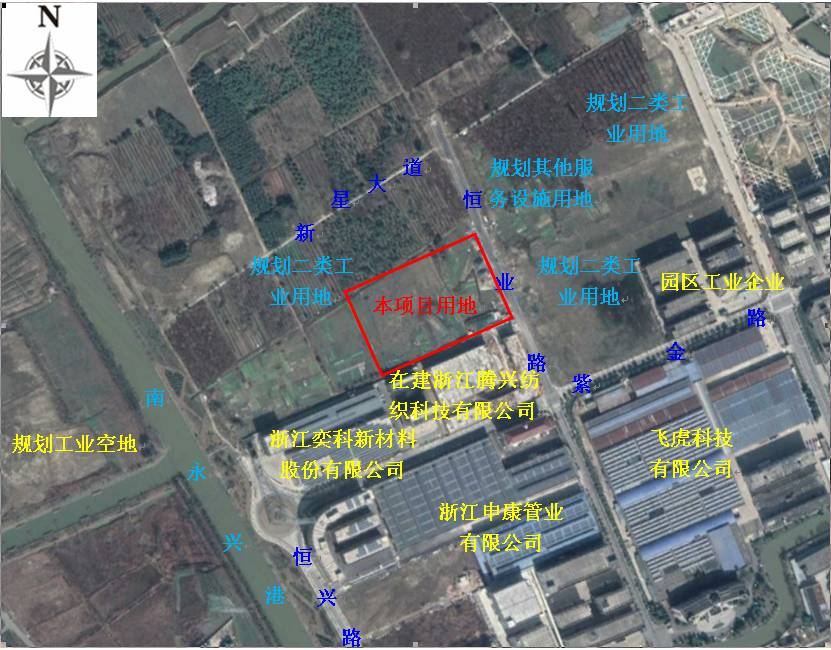 N
规划二类工
业用地
规划其他服
务设施用地
新星大道
恒业路
规划二类工
业用地
规划二类工
业用地
本项目用地
园区工业企业
紫金路
在建浙江腾兴纺
织科技有限公司
南永兴港
规划工业空地
浙江奕科新材料
股份有限公司
飞虎科技
有限公司
浙江申康管业
有限公司
恒兴路